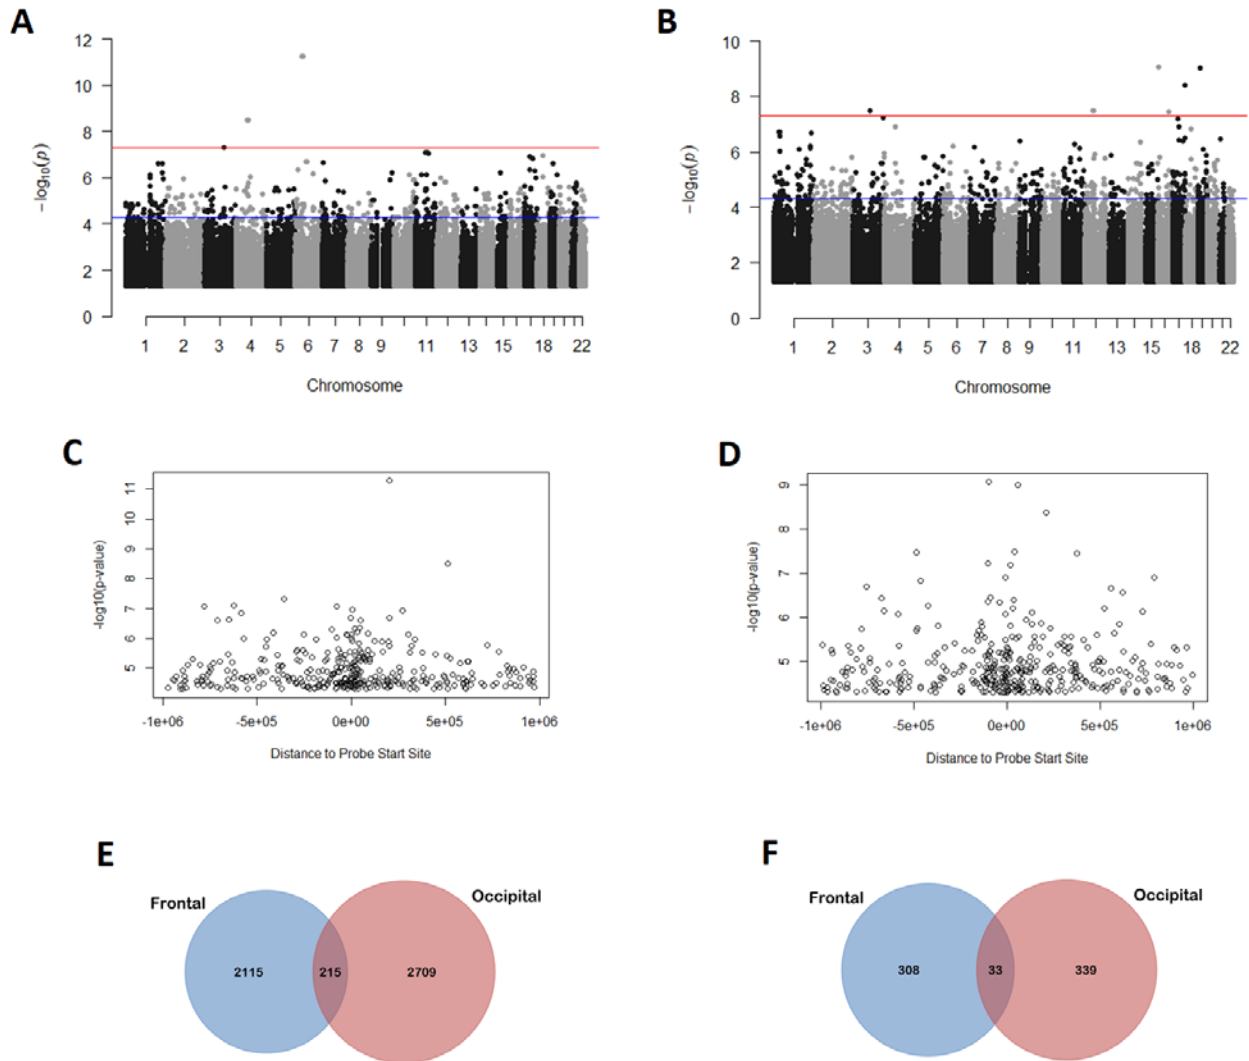 A
12
10
8
6
4
2
0
− log10(p)
1 2 3 4 5 6 7 8 9 11 13 15 18 22
Chromosome
B
10
8
6
4
2
0
− log10(p)
1 2 3 4 5 6 7 8 9 11 13 15 18 22
Chromosome
C
11
10
9
8
7
6
5
-log10(p-value)
-1e+06 -5e+05 0e+00 5e+05 1e+06
Distance to Probe Start Site
D
9
8
7
6
5
-log10(p-value)
-1e+06 -5e+05 0e+00 5e+05 1e+06
Distance to Probe Start Site
E
Frontal
Occipital
2115 215 2709
F
Frontal
Occipital
308 33 339